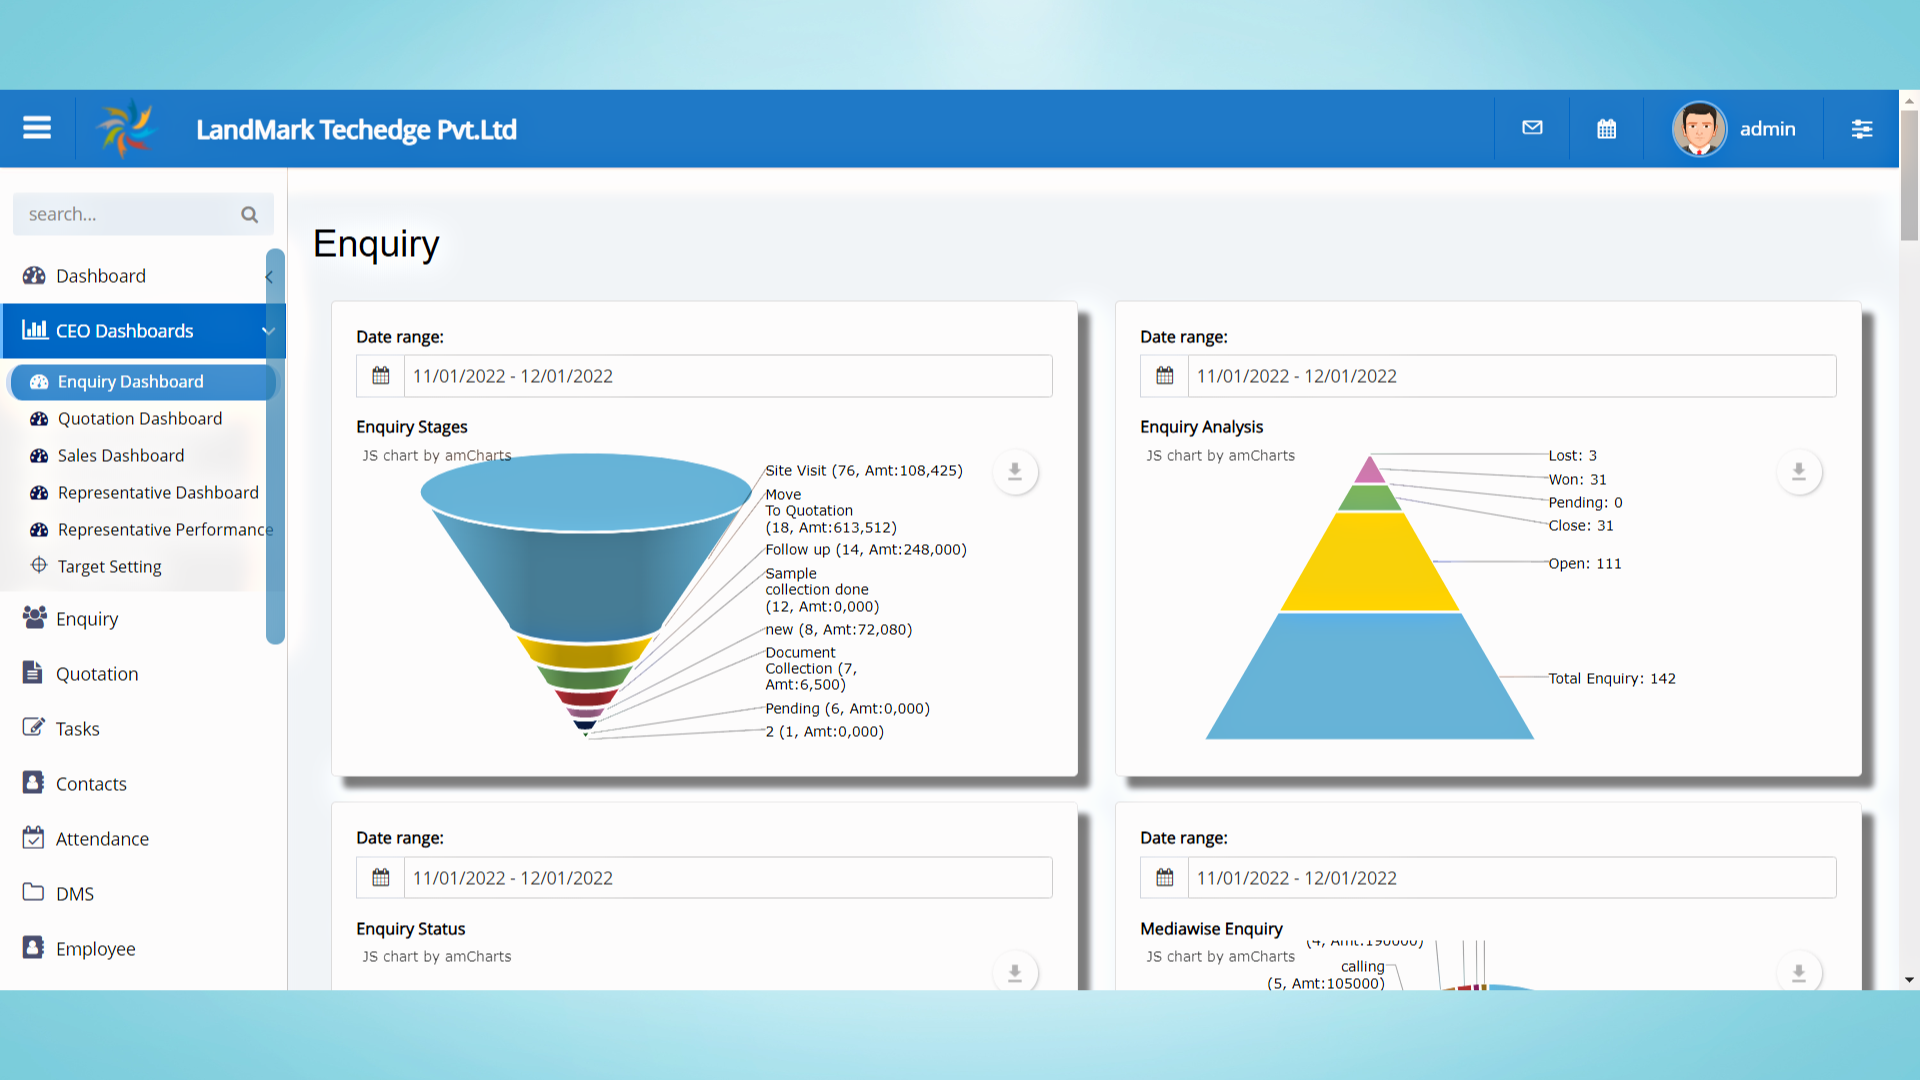 LandMark Techedge Pvt.Ltd
admin
search...
Dashboard
CEO Dashboards
Enquiry Dashboard
Quotation Dashboard
Sales Dashboard
Representative Dashboard
Representative Performance
Target Setting
Enquiry
Quotation
Tasks
Contacts
Attendance
DMS
Employee
Enquiry
Date range:
11/01/2022 - 12/01/2022
Enquiry Stages
JS chart by amCharts
Site Visit (76, Amt:108,425)
Move
To Quotation
(18, Amt:613,512)
Follow up (14, Amt:248,000)
Sample
collection done
(12, Amt:0,000)
new (8, Amt:72,080)
Document
Collection (7,
Amt:6,500)
Pending (6, Amt:0,000)
2 (1, Amt:0,000)
Date range:
11/01/2022 - 12/01/2022
Enquiry Analysis
JS chart by amCharts
Lost: 3
Won: 31
Pending: 0
Close: 31
Open: 111
Total Enquiry: 142
Date range:
11/01/2022 - 12/01/2022
Enquiry Status
JS chart by amCharts
Date range:
11/01/2022 - 12/01/2022
Mediawise Enquiry
JS chart by amCharts
(4, Amt:190000)
calling
(5, Amt:105000)